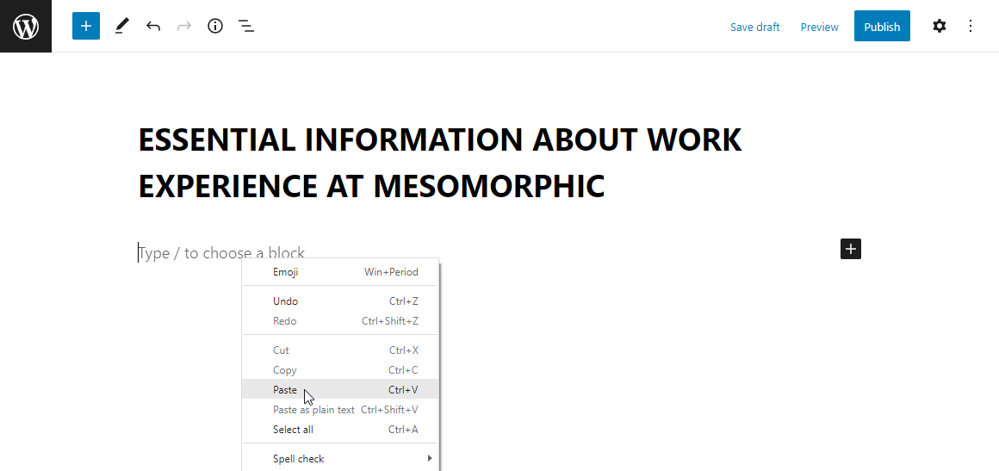 Save draft Preview Publish
ESSENTIAL INFORMATION ABOUT WORK
EXPERIENCE AT MESOMORPHIC
Type / to choose a block
Emoji Win+Period
Undo Ctrl+Z
Redo Ctrl+Shift+Z
Cut Ctrl+X
Copy Ctrl+C
Paste Ctrl+V
Paste as plain text Ctrl+Shift+V
Select all Ctrl+A
Spell check